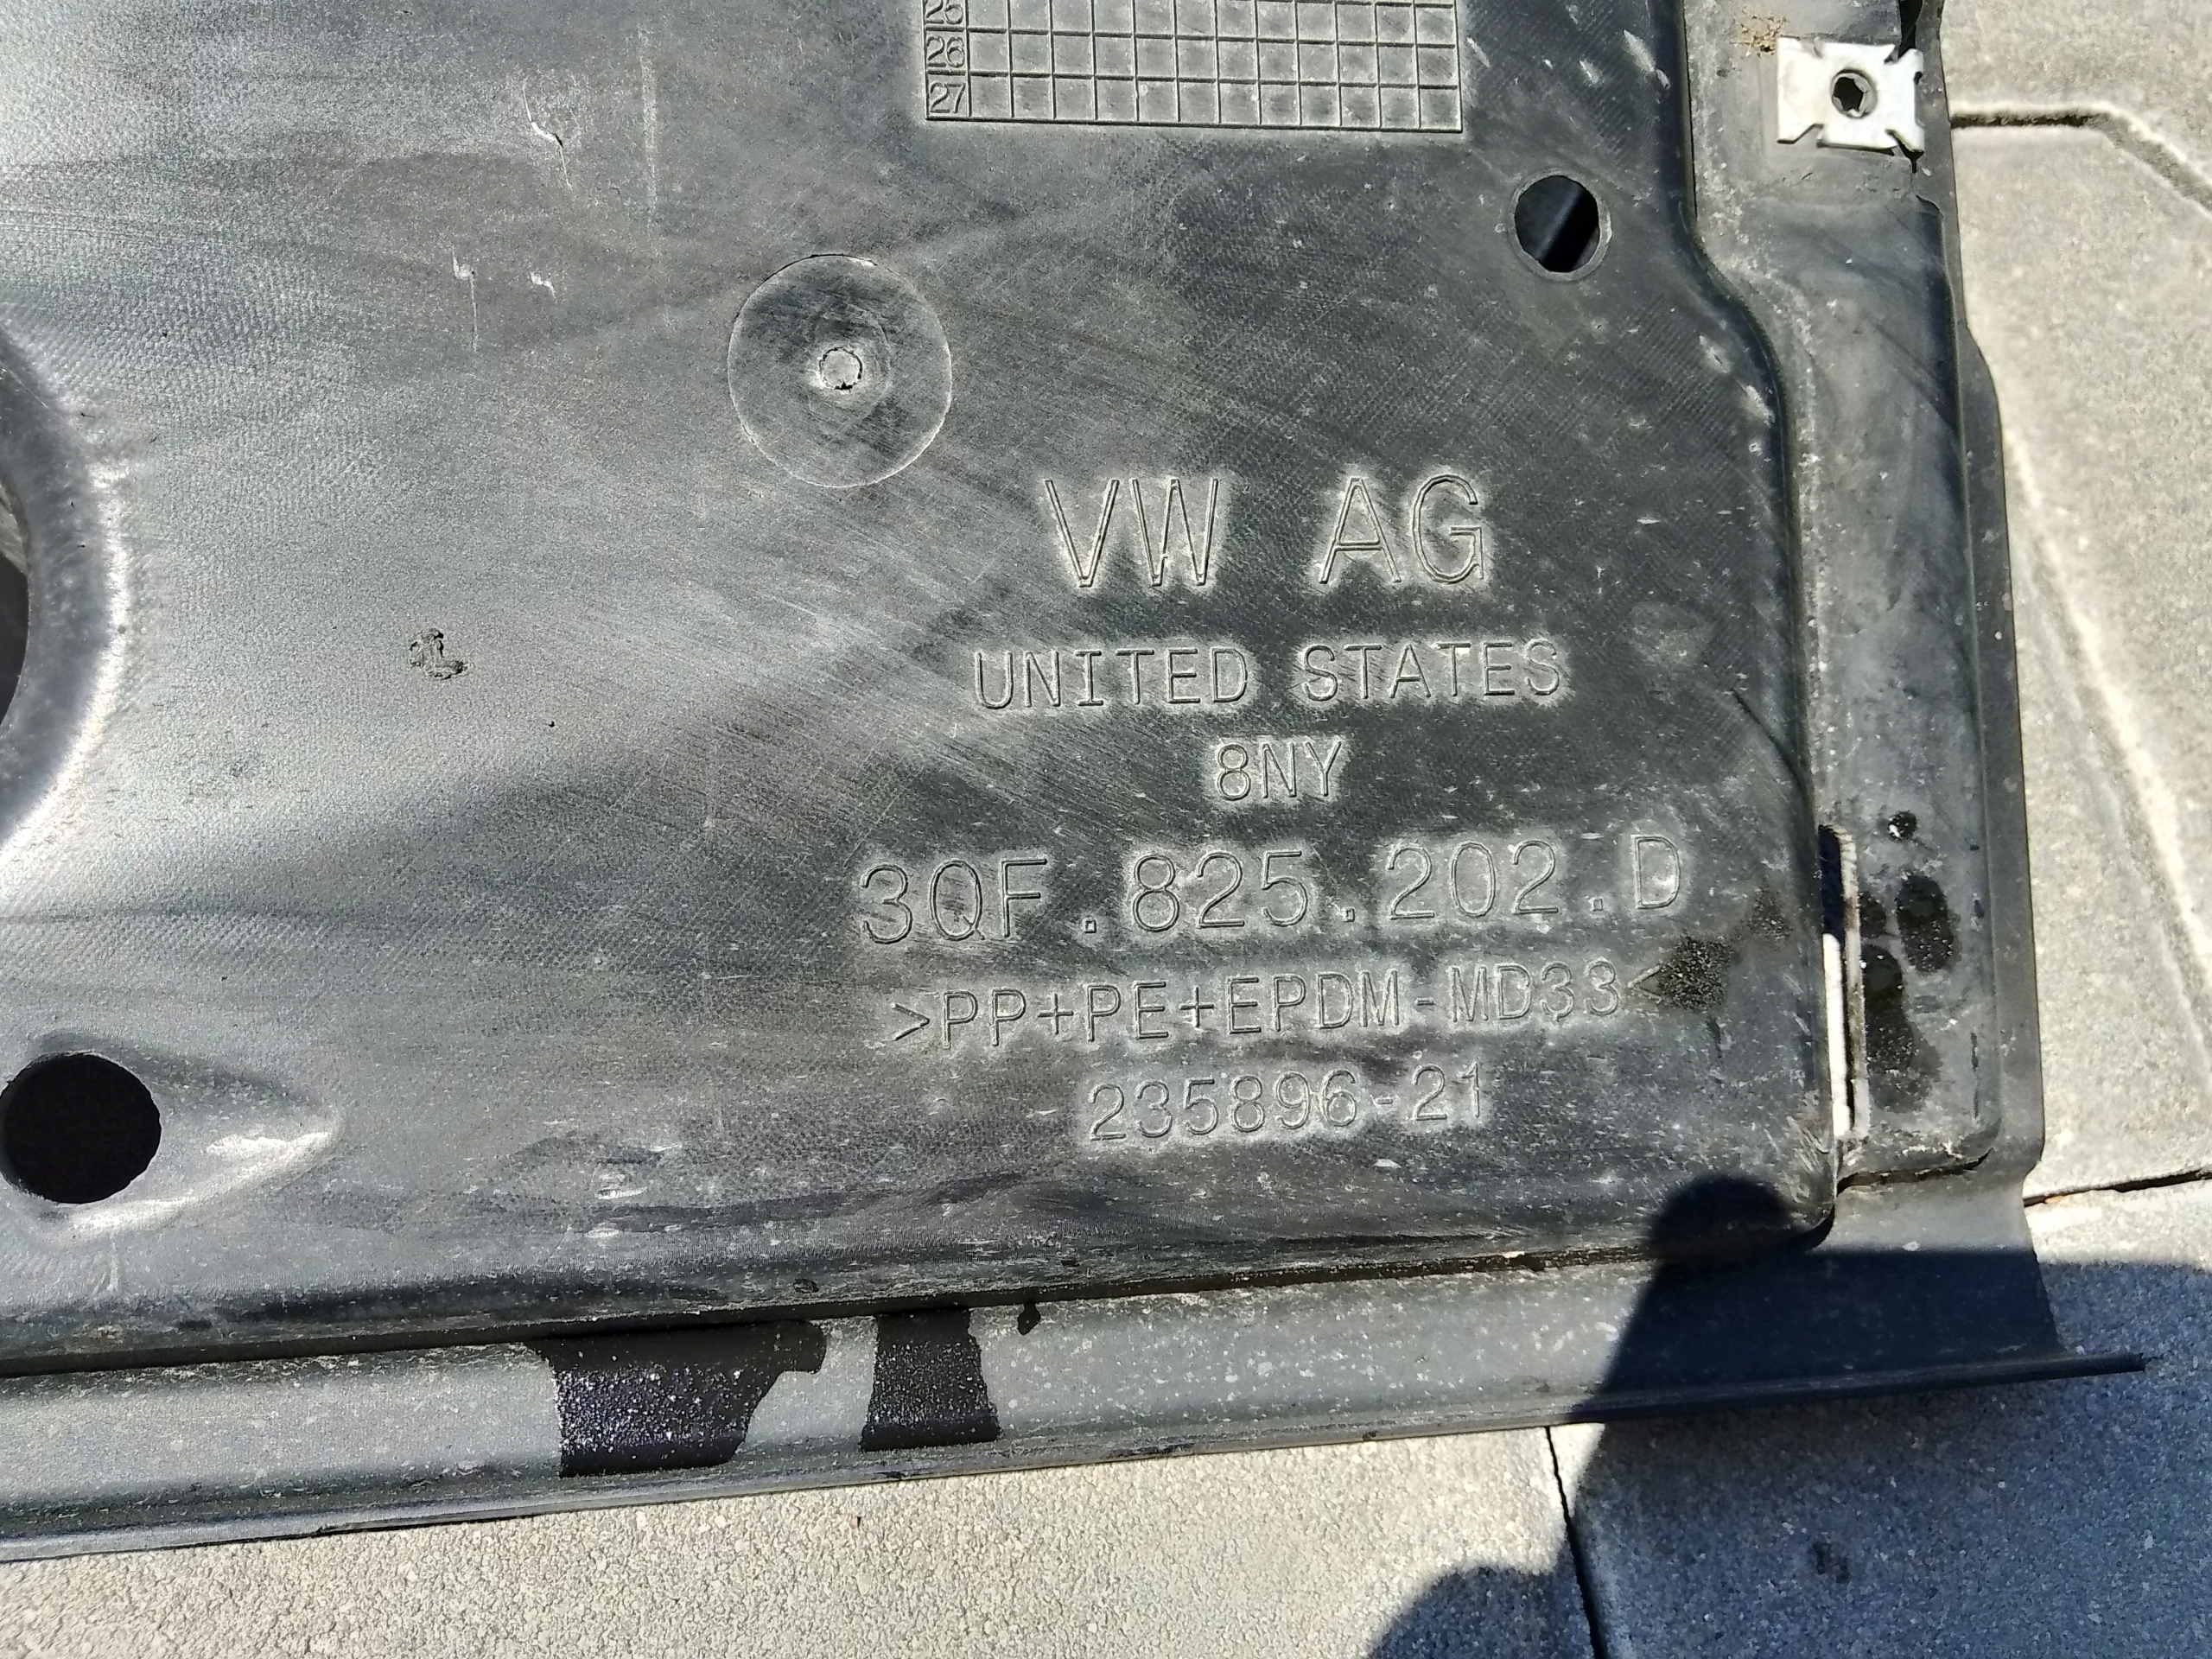 25
26
27
VW AG
UNITED STATES
8NY
3QF.825.202.D
>PP+PE+EPDM-MD33<
235896-21